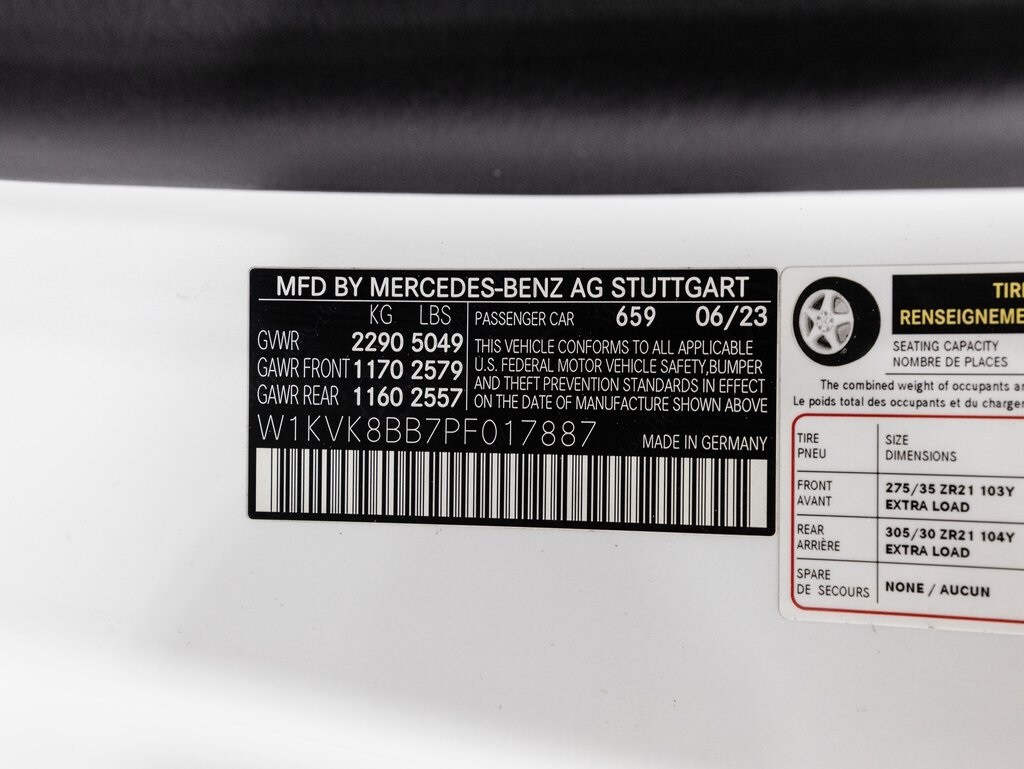 MFD BY MERCEDES-BENZ AG STUTTGART
KG LBS
GVWR 2290 5049
GAWR FRONT 1170 2579
GAWR REAR 1160 2557
PASSENGER CAR 659 06/23
THIS VEHICLE CONFORMS TO ALL APPLICABLE
U.S. FEDERAL MOTOR VEHICLE SAFETY,BUMPER
AND THEFT PREVENTION STANDARDS IN EFFECT
ON THE DATE OF MANUFACTURE SHOWN ABOVE
W1KVK8BB7PF017887
MADE IN GERMANY
TIR
RENSEIGNEME
SEATING CAPACITY
NOMBRE DE PLACES
The combined weight of occupants a
Le poids total des occupants et du charge
TIRE SIZE
PNEU DIMENSIONS
FRONT 275/35 ZR21 103Y
AVANT EXTRA LOAD
REAR 305/30 ZR21 104Y
ARRIÈRE EXTRA LOAD
SPARE
DE SECOURS NONE / AUCUN